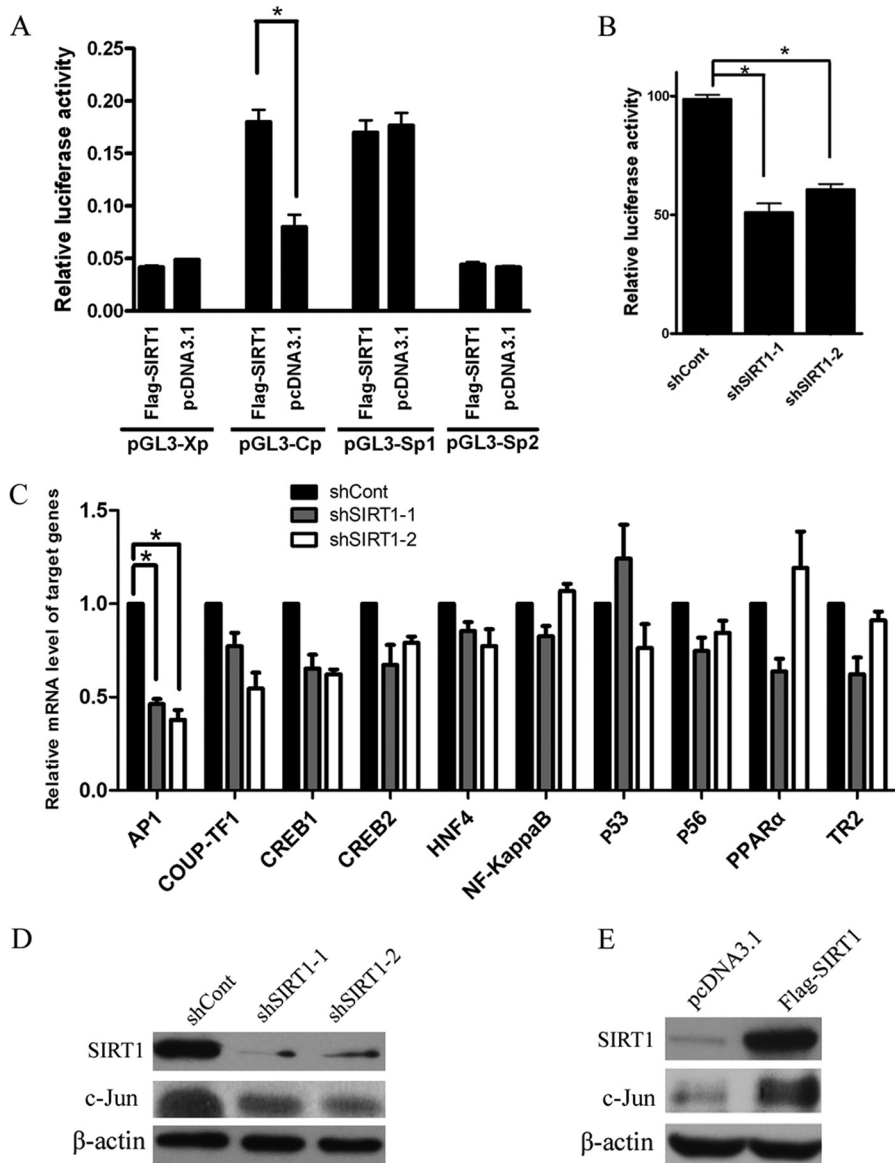 A
Relative luciferase activity
0.25
0.20
0.15
0.10
0.05
0.00
*
Flag-SIRT1
pcDNA3.1
Flag-SIRT1
pcDNA3.1
Flag-SIRT1
pcDNA3.1
Flag-SIRT1
pcDNA3.1
pGL3-Xp
pGL3-Cp
pGL3-Sp1
pGL3-Sp2
B
Relative luciferase activity
100
50
0
*
*
shCont
shSIRT1-1
shSIRT1-2
C
Relative mRNA level of target genes
1.5
1.0
0.5
0.0
shCont
shSIRT1-1
shSIRT1-2
*
*
AP1
COUP-TF1
CREB1
CREB2
HNF4
NF-KappaB
P53
P56
PPARα
TR2
D
shCont
shSIRT1-1
shSIRT1-2
SIRT1
c-Jun
β-actin
E
pcDNA3.1
Flag-SIRT1
SIRT1
c-Jun
β-actin